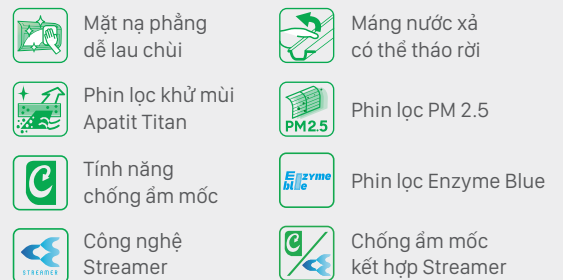 Mặt nạ phẳng
dễ lau chùi
Máng nước xả
có thể tháo rời
Phin lọc khử mùi
Apatit Titan
PM2.5
Phin lọc PM 2.5
Tính năng
chống ẩm mốc
Enzyme
blue
Phin lọc Enzyme Blue
STREAMER
Công nghệ
Streamer
Chống ẩm mốc
kết hợp Streamer